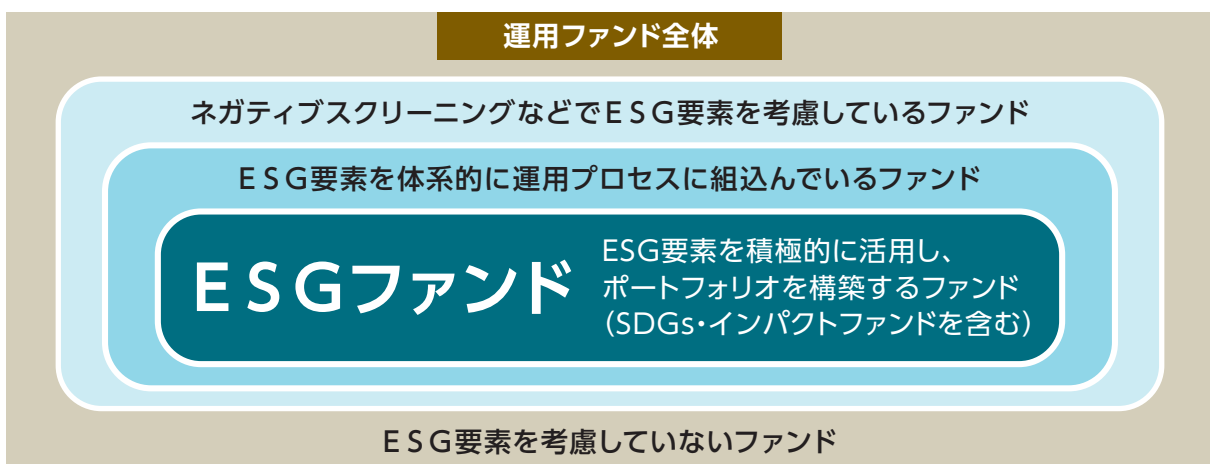 運用ファンド全体
ネガティブスクリーニングなどでESG要素を考慮しているファンド
ESG要素を体系的に運用プロセスに組込んでいるファンド
ESGファンド
ESG要素を積極的に活用し、
ポートフォリオを構築するファンド
(SDGs・インパクトファンドを含む)
ESG要素を考慮していないファンド